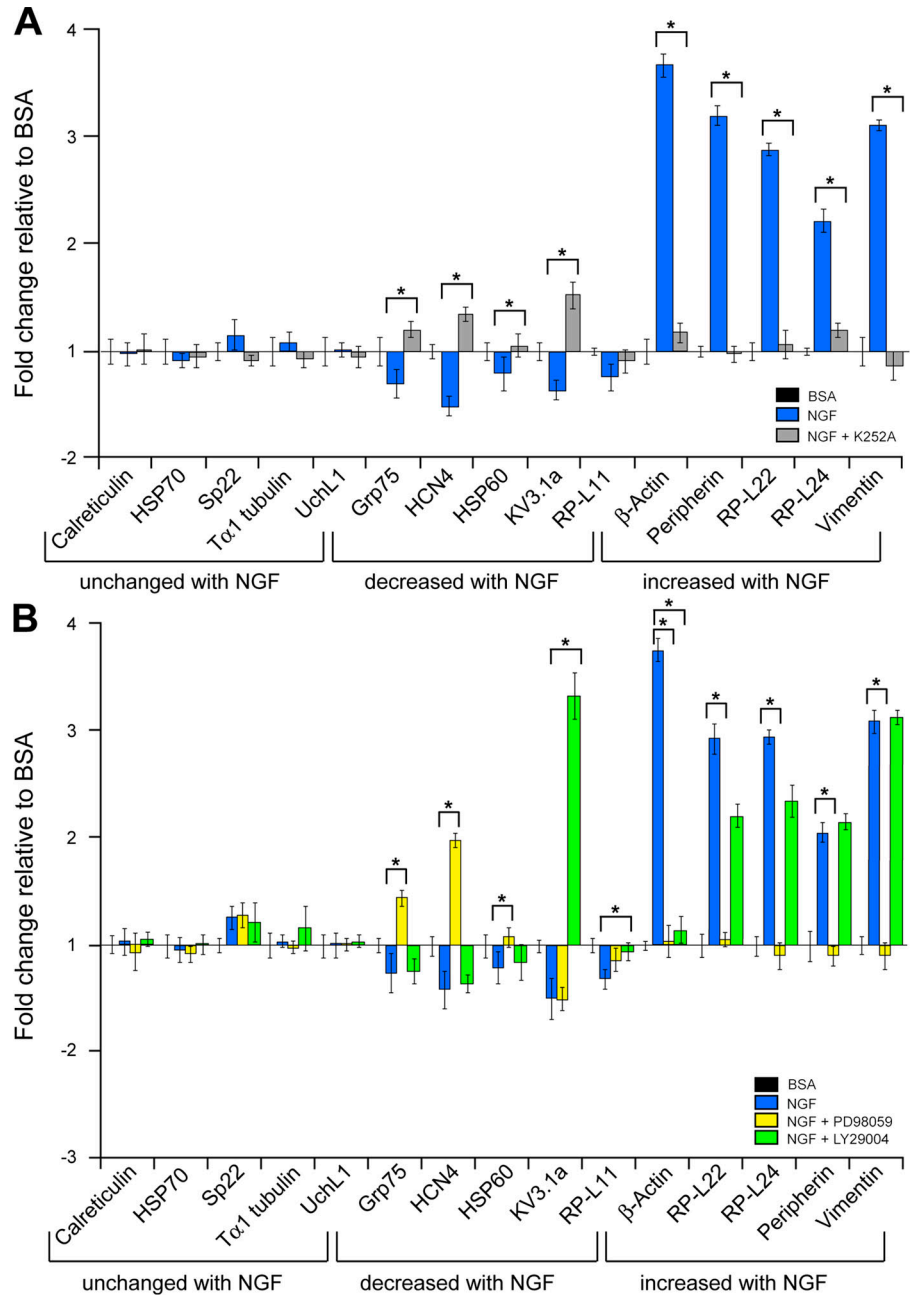 A
Fold change relative to BSA
4
3
2
1
-2
*
*
*
*
*
*
*
*
*
BSA
NGF
NGF + K252A
Calreticulin
HSP70
Sp22
Tα1 tubulin
UchL1
Grp75
HCN4
HSP60
KV3.1a
RP-L11
β-Actin
Peripherin
RP-L22
RP-L24
Vimentin
unchanged with NGF
decreased with NGF
increased with NGF
B
Fold change relative to BSA
4
3
2
1
-2
-3
*
*
*
*
*
*
*
*
*
*
*
BSA
NGF
NGF + PD98059
NGF + LY29004
Calreticulin
HSP70
Sp22
Tα1 tubulin
UchL1
Grp75
HCN4
HSP60
KV3.1a
RP-L11
β-Actin
RP-L22
RP-L24
Peripherin
Vimentin
unchanged with NGF
decreased with NGF
increased with NGF